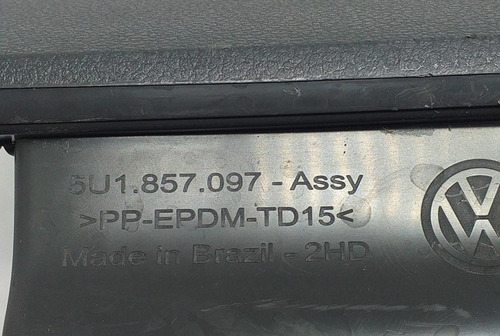 5U1.857.097 - Assy
>PP-EPDM-TD15<
Made in Brazil - 2HD